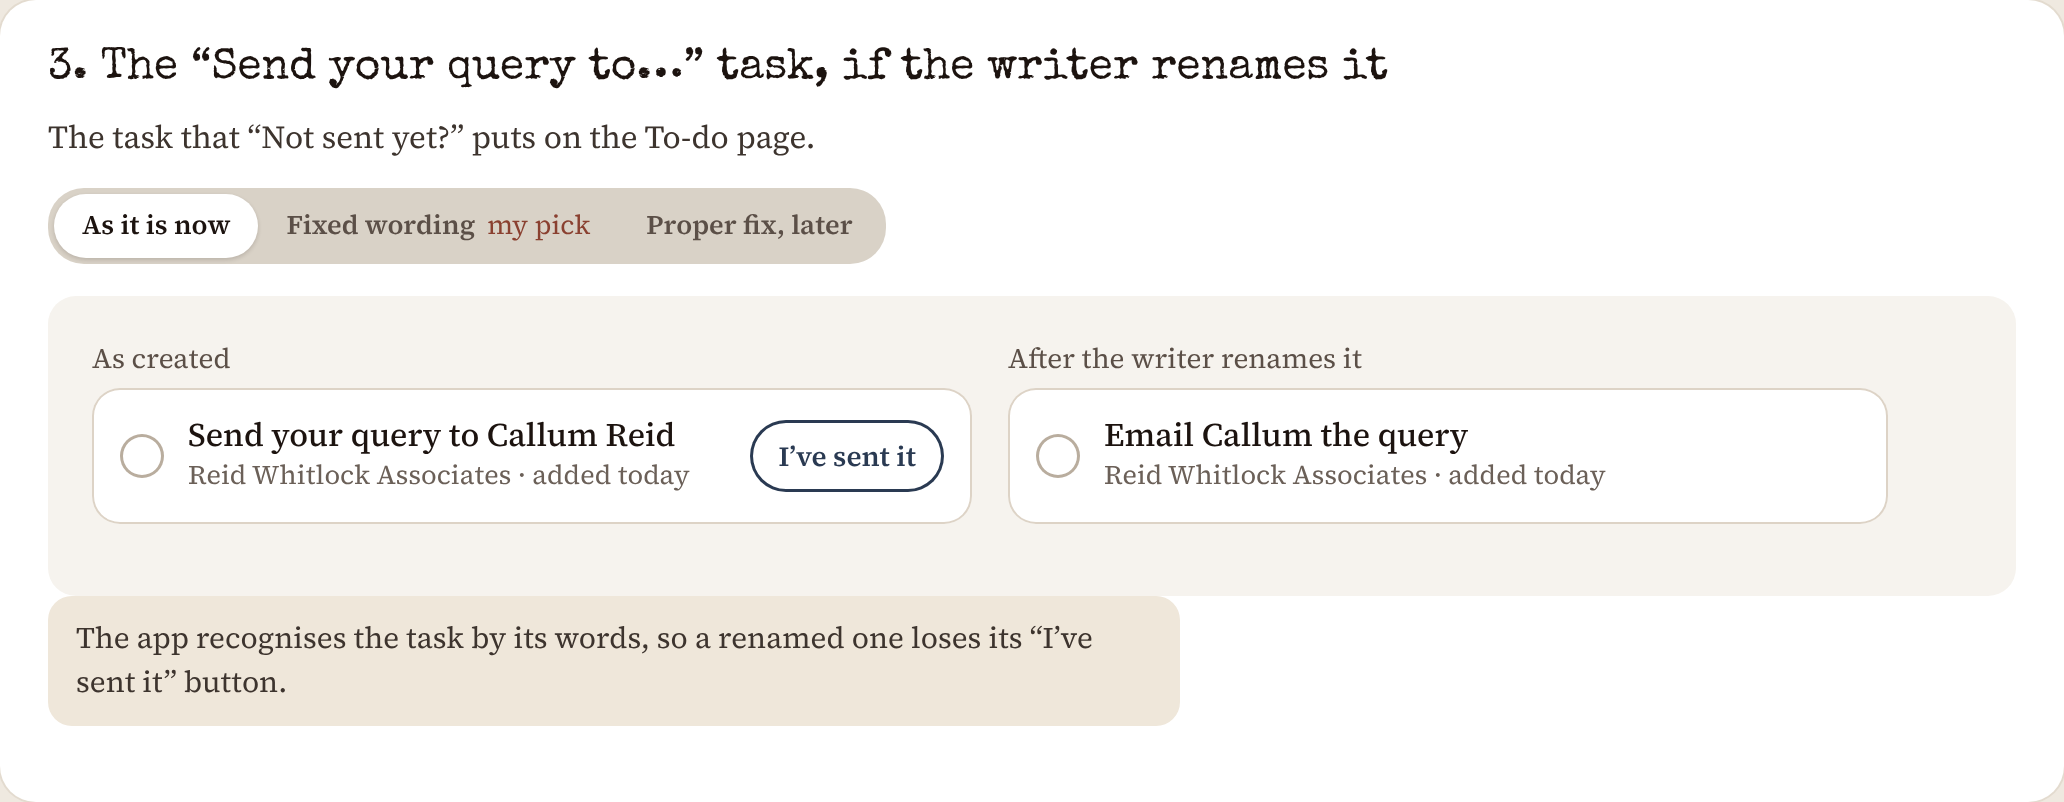 3. The “Send your query to...” task, if the writer renames it
The task that “Not sent yet?” puts on the To-do page.
As it is now
Fixed wording my pick
Proper fix, later
As created
Send your query to Callum Reid
Reid Whitlock Associates · added today
I’ve sent it
After the writer renames it
Email Callum the query
Reid Whitlock Associates · added today
The app recognises the task by its words, so a renamed one loses its “I’ve
sent it” button.